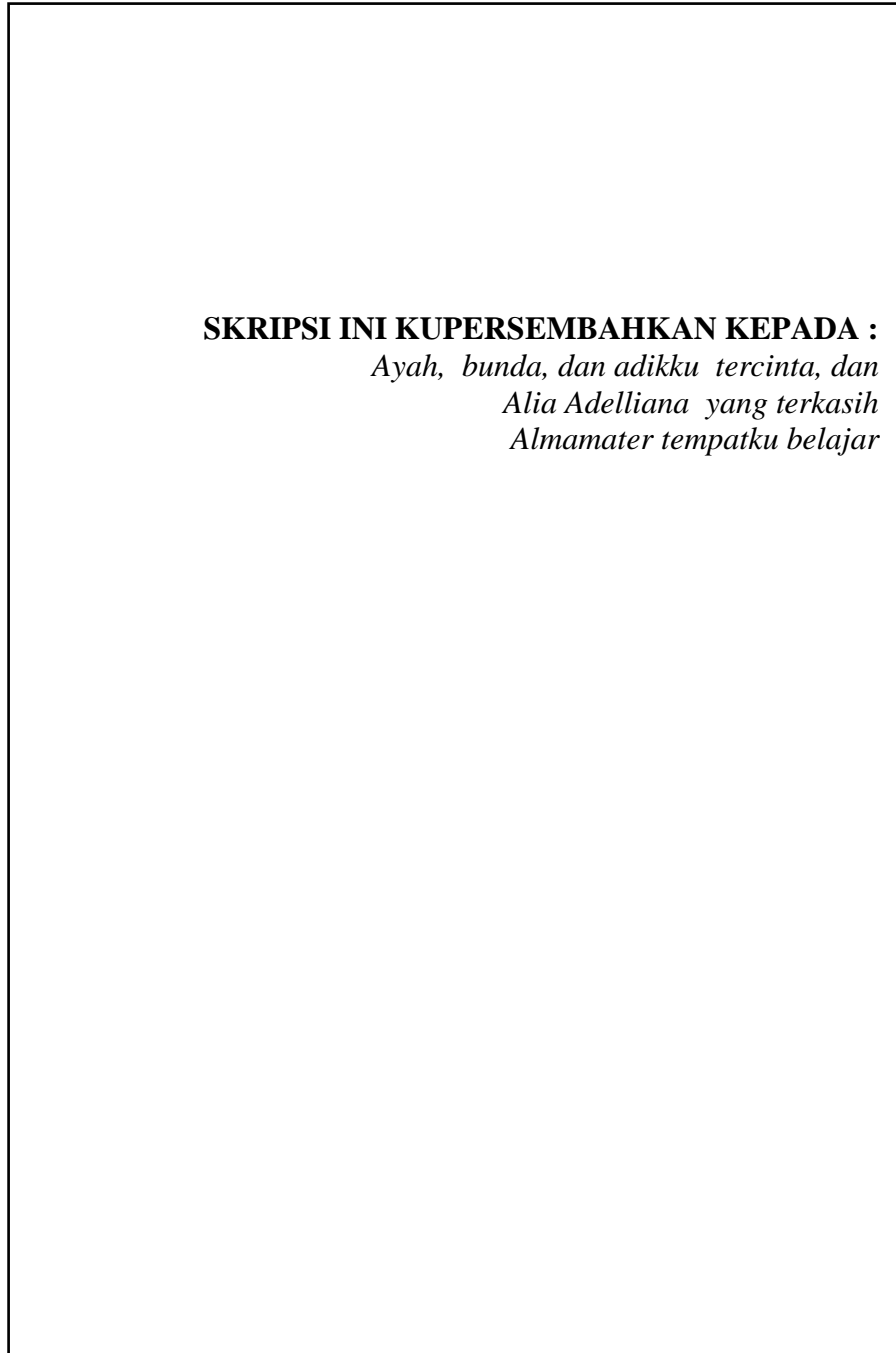 SKRIPSI INI KUPERSEMBAHKAN KEPADA :
Ayah, bunda, dan adikku tercinta, dan
Alia Adelliana yang terkasih
Almamater tempatku belajar